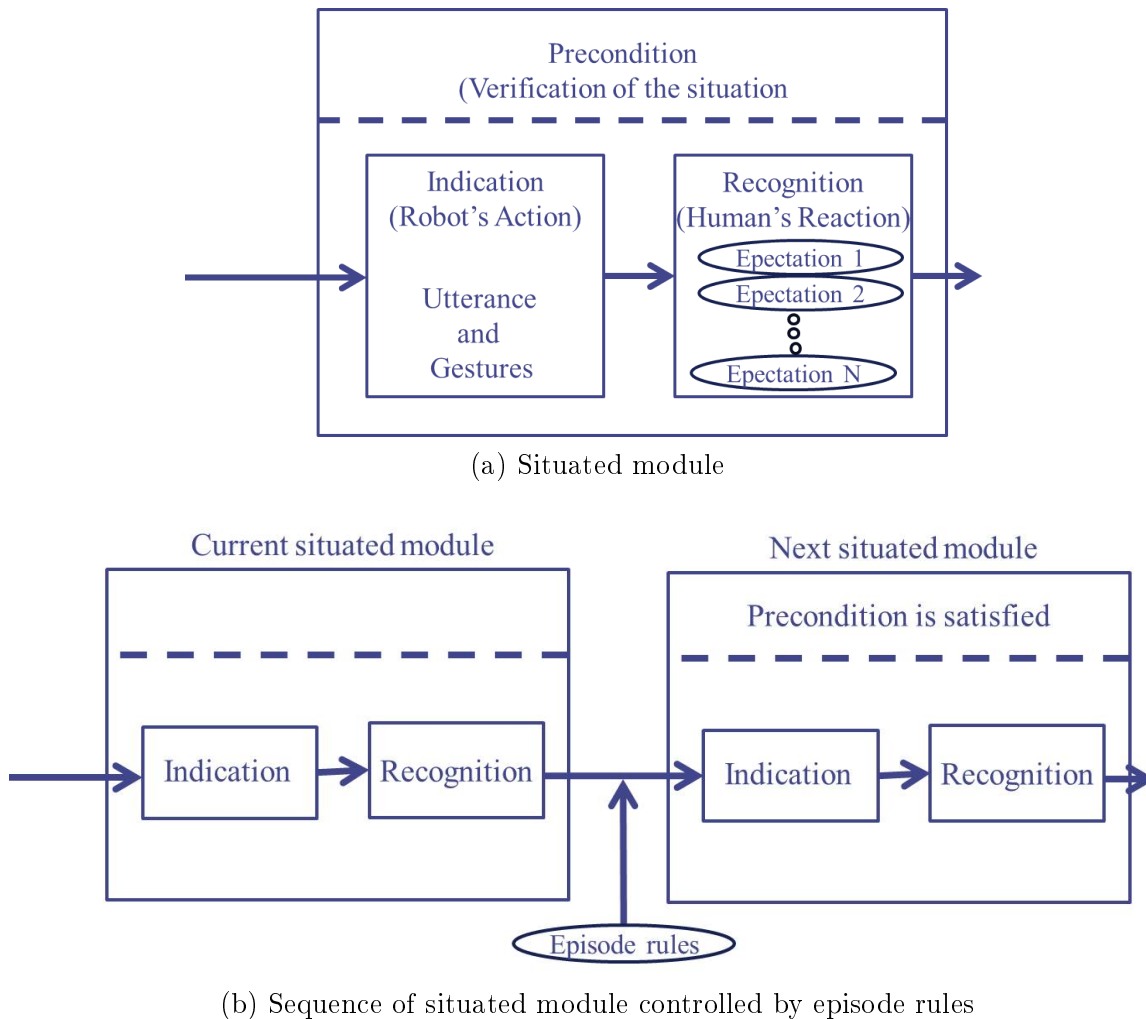 Precondition
(Verification of the situation
Indication
(Robot's Action)
Utterance
and
Gestures
Recognition
(Human's Reaction)
Epectation 1
Epectation 2
Epectation N
(a) Situated module
Current situated module
Indication
Recognition
Next situated module
Precondition is satisfied
Indication
Recognition
Episode rules
(b) Sequence of situated module controlled by episode rules